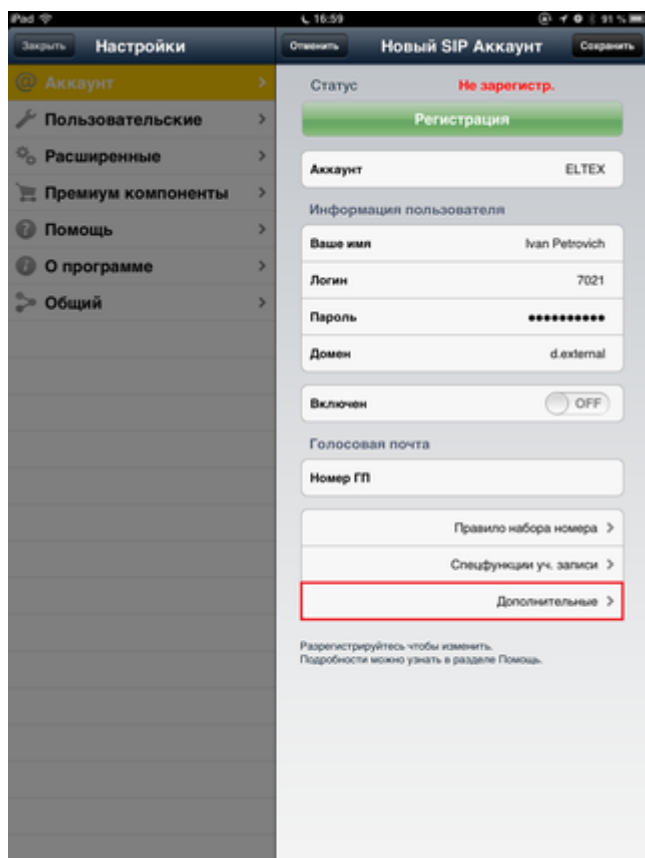 iPad 16:59 91 %
Закрыть Настройки
Аккаунт
Пользовательские
Расширенные
Премиум компоненты
Помощь
О программе
Общий
Отменить Новый SIP Аккаунт Сохранить
Статус Не зарегистр.
Регистрация
Аккаунт ELTEX
Информация пользователя
Ваше имя Ivan Petrovich
Логин 7021
Пароль ••••••••••
Домен d.external
Включен OFF
Голосовая почта
Номер ГП
Правило набора номера
Спецфункции уч. записи
Дополнительные
Разрегистрируйтесь чтобы изменить.
Подробности можно узнать в разделе Помощь.